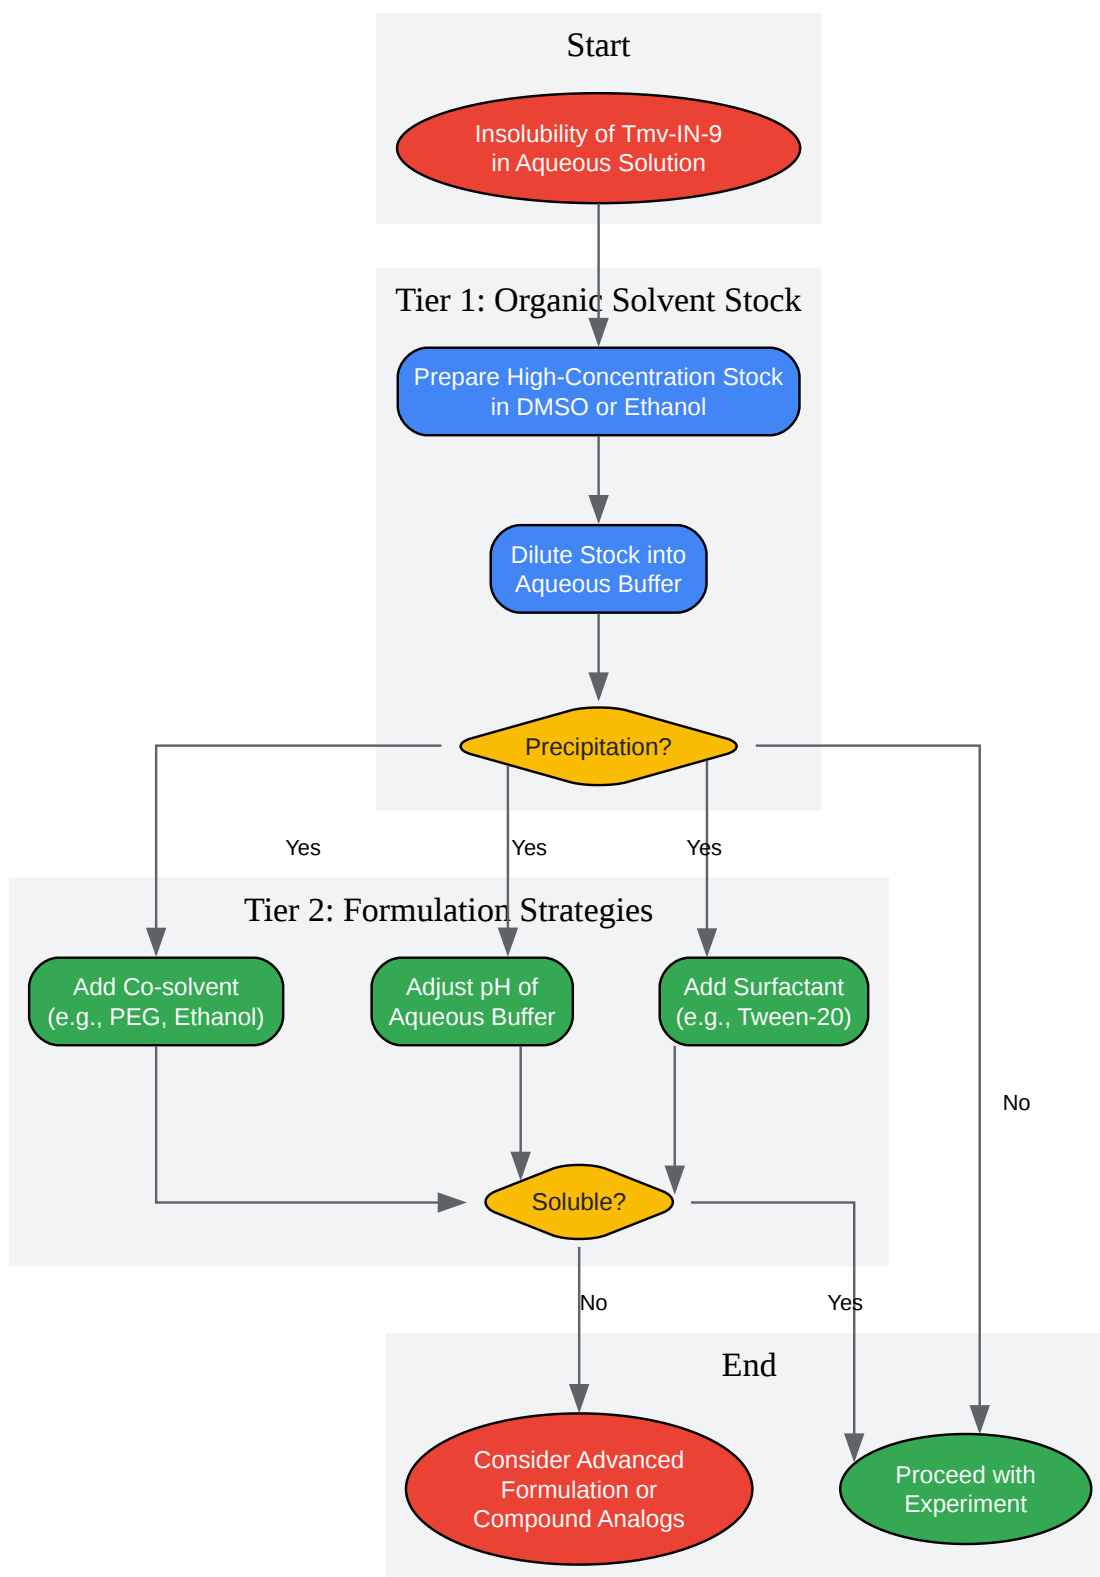 Start
Insolubility of Tmv-IN-9
in Aqueous Solution
Tier 1: Organic Solvent Stock
Prepare High-Concentration Stock
in DMSO or Ethanol
Dilute Stock into
Aqueous Buffer
Precipitation?
Yes
Yes
Yes
Tier 2: Formulation Strategies
Add Co-solvent
(e.g., PEG, Ethanol)
Adjust pH of
Aqueous Buffer
Add Surfactant
(e.g., Tween-20)
No
Soluble?
No
Yes
End
Consider Advanced
Formulation or
Compound Analogs
Proceed with
Experiment